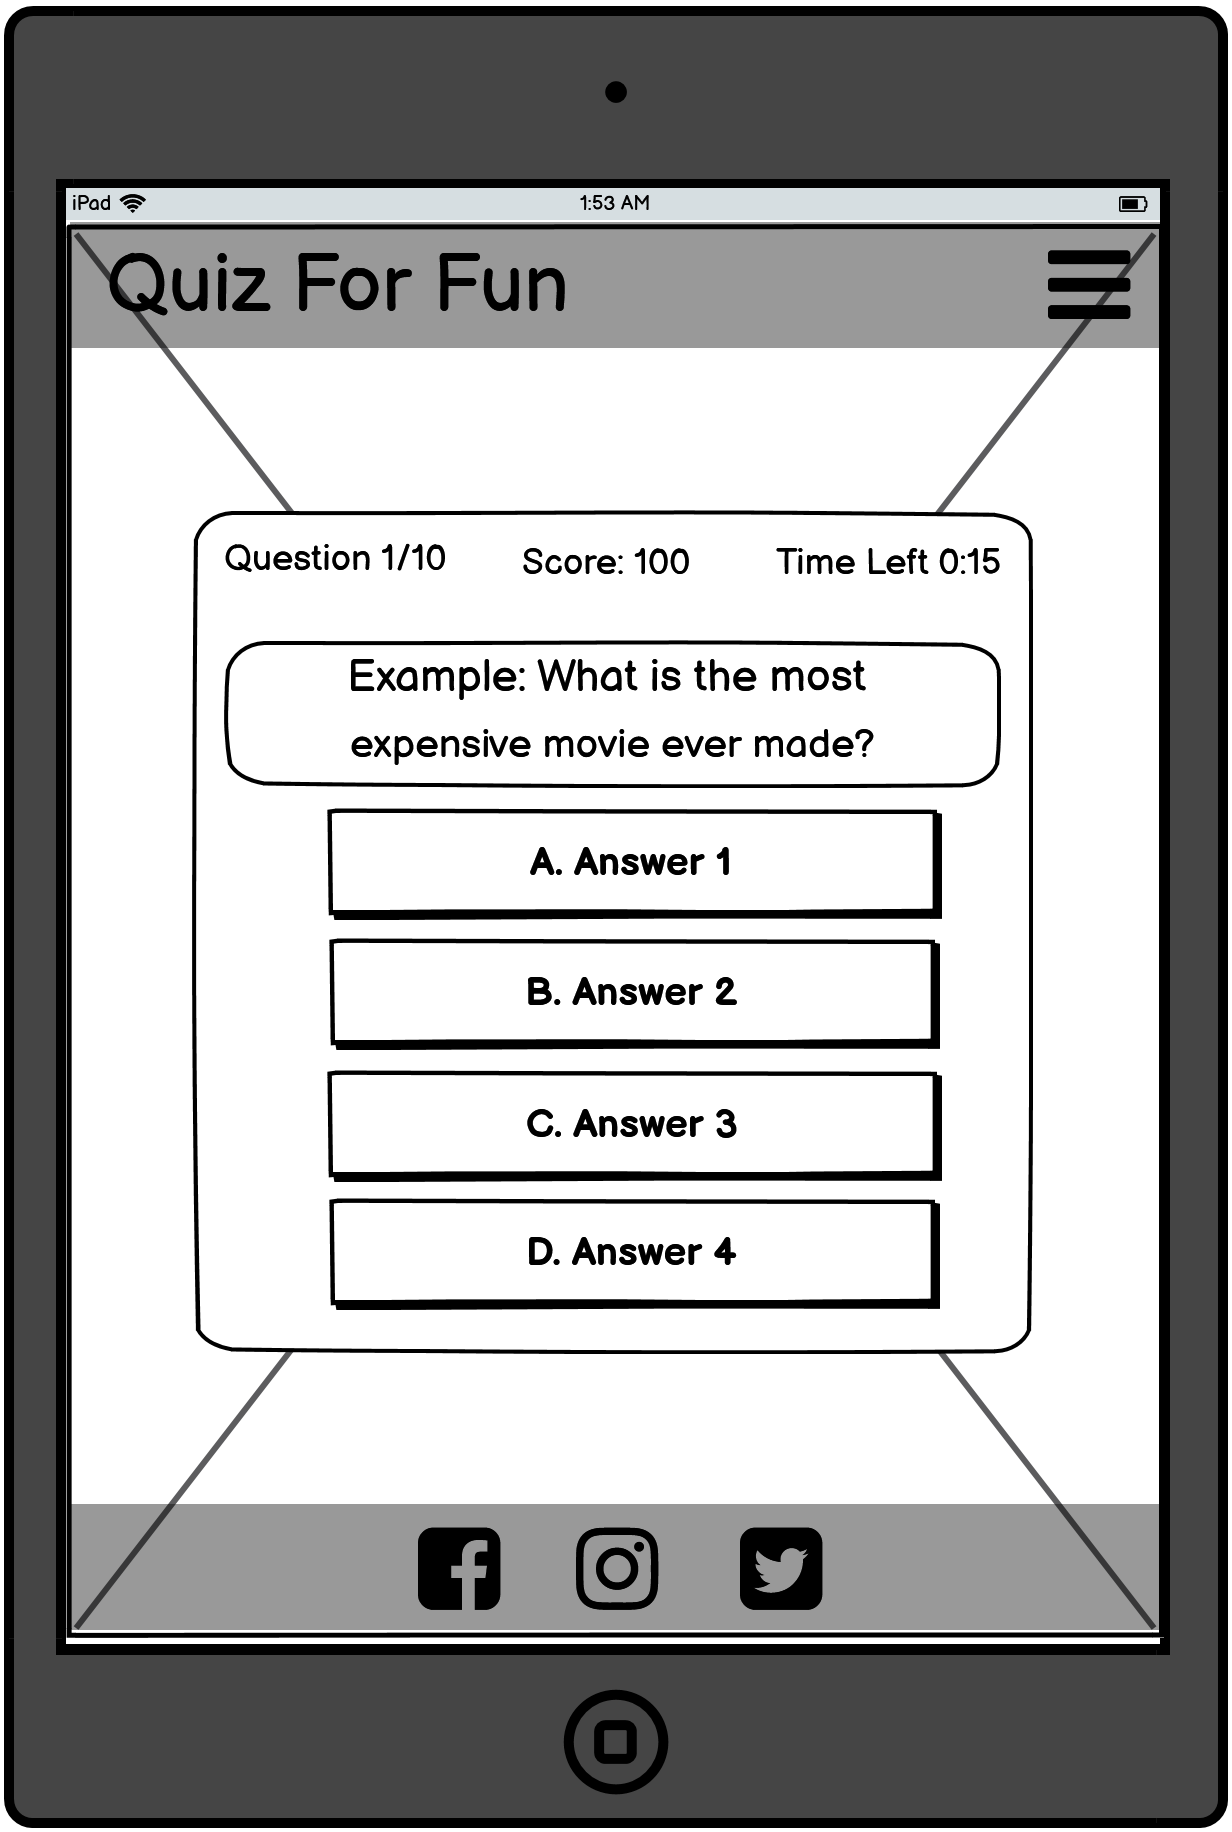 iPad 1:53 AM
Quiz For Fun
Question 1/10 Score: 100 Time Left 0:15
Example: What is the most
expensive movie ever made?
A. Answer 1
B. Answer 2
C. Answer 3
D. Answer 4